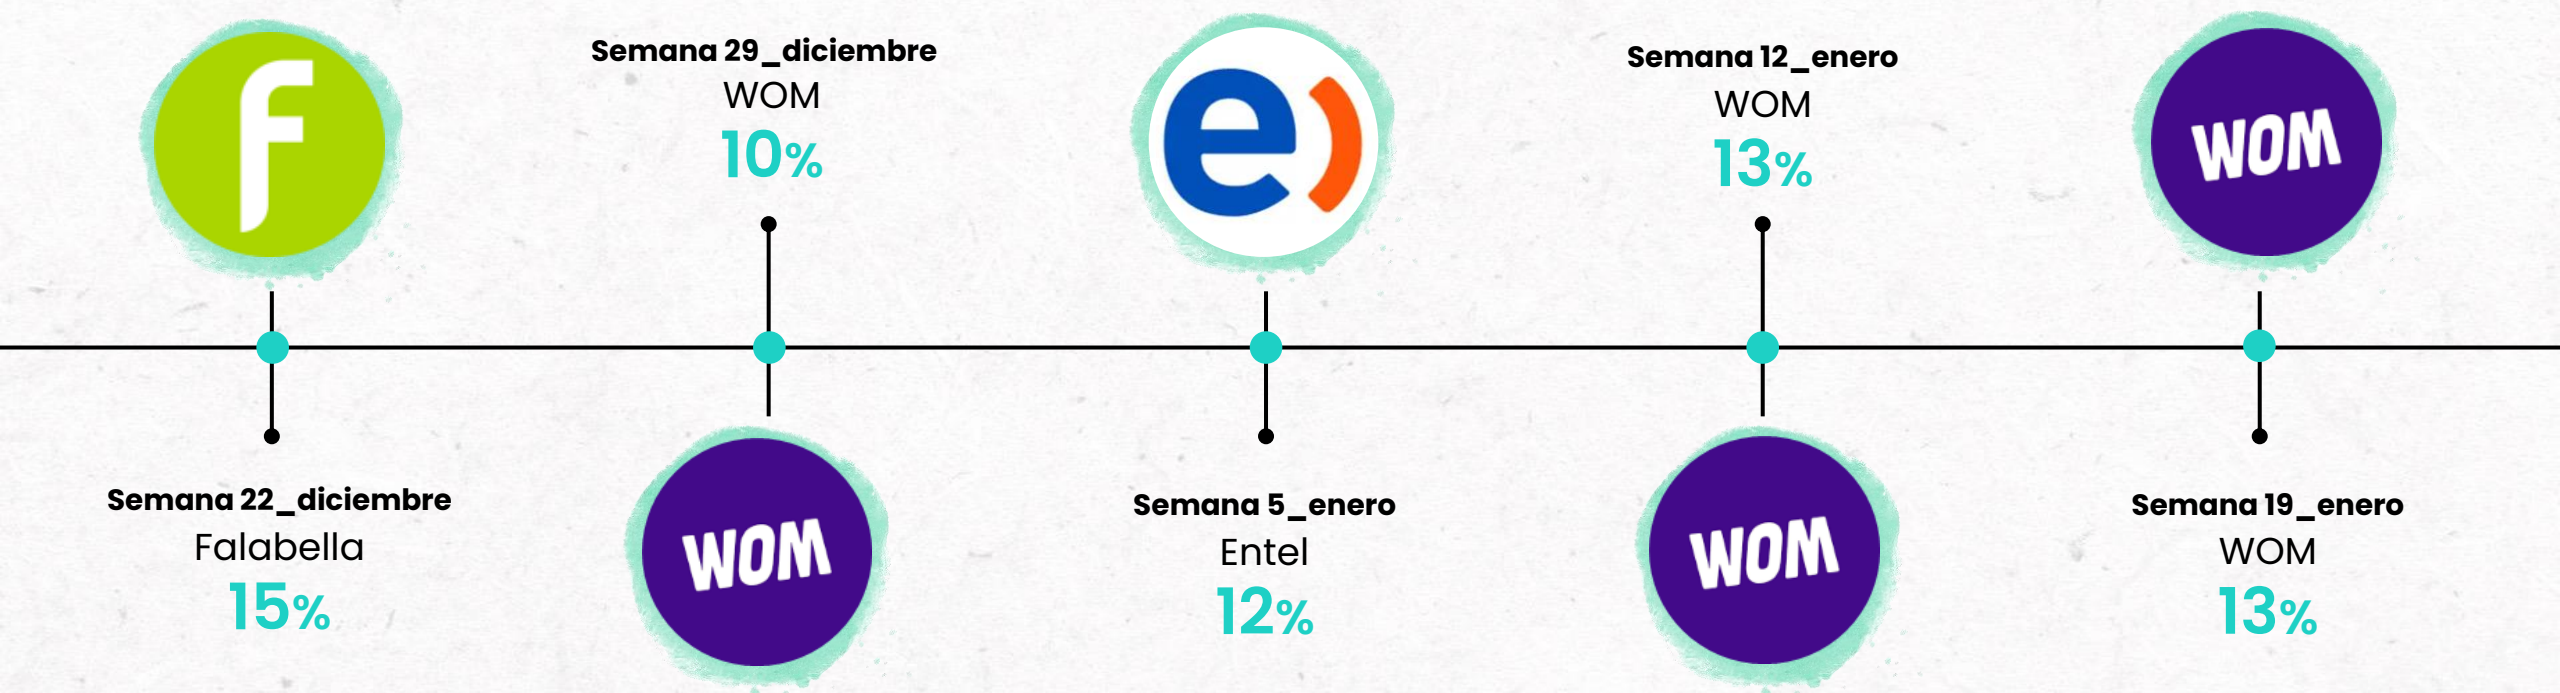 Semana 22_diciembre
Falabella
15%
Semana 29_diciembre
WOM
10%
WOM
Semana 5_enero
Entel
12%
Semana 12_enero
WOM
13%
WOM
WOM
Semana 19_enero
WOM
13%